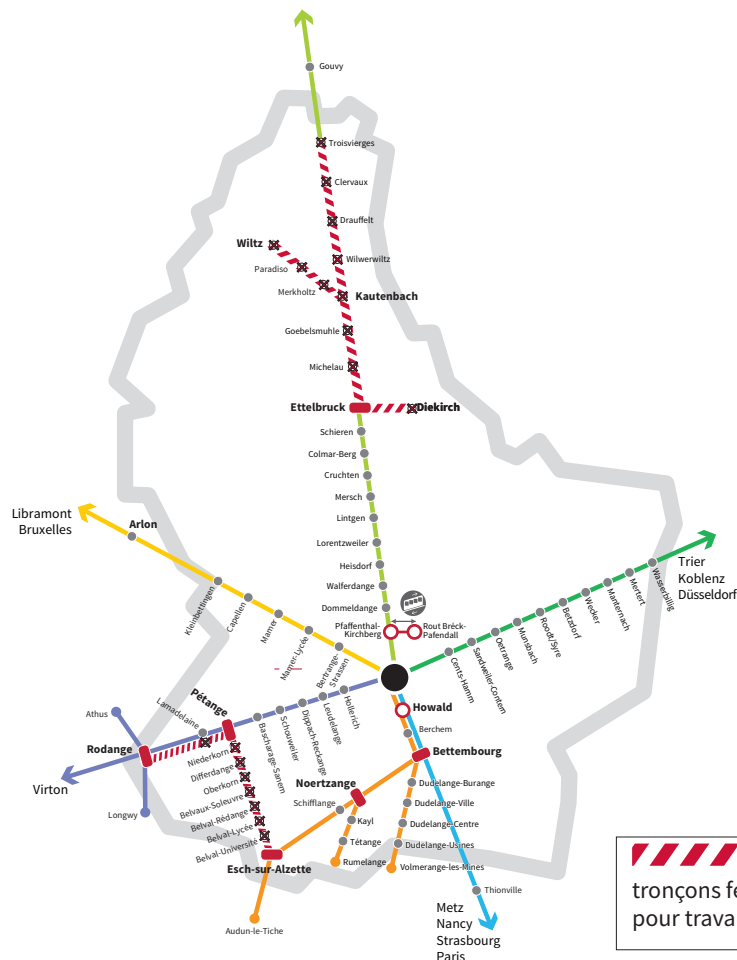 Gouvy
Troisvierges
Clervaux
Drauffelt
Wiltz
Wilwerwiltz
Paradiso
Merkholtz
Kautenbach
Goebelsmuhle
Michelau
Ettelbruck
Diekirch
Schieren
Colmar-Berg
Cruchten
Mersch
Lintgen
Lorentzweiler
Heisdorf
Walferdange
Dommeldange
Pfaffenthal-
Kirchberg
Rout Bréck-
Pafendall
Libramont
Bruxelles
Arlon
Kleinbettingen
Capellen
Mamer
Mamer-Lycée
Bertrange-
Strassen
Trier
Koblenz
Düsseldorf
Wasserbillig
Mertert
Manternach
Wecker
Betzdorf
Roodt/Syre
Munsbach
Oetrange
Sandweiler-Contern
Cents-Hamm
Howald
Berchem
Bettembourg
Hollerich
Leudelange
Dippach-Reckange
Schouweiler
Bascharage-Sanem
Pétange
Lamadelaine
Athus
Rodange
Virton
Longwy
Niederkorn
Differdange
Oberkorn
Belvaux-Soleuvre
Belval-Rédange
Belval-Lycée
Belval-Université
Esch-sur-Alzette
Audun-le-Tiche
Noertzange
Schifflange
Kayl
Tétange
Rumelange
Dudelange-Burange
Dudelange-Ville
Dudelange-Centre
Dudelange-Usines
Volmerange-les-Mines
Thionville
Metz
Nancy
Strasbourg
Paris
tronçons fe
pour trava